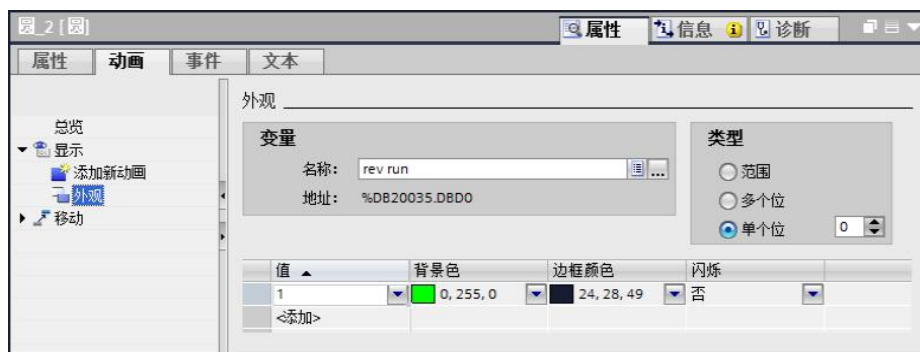 圆_2 [圆]
属性 信息 诊断
属性 动画 事件 文本
外观
总览
显示
添加新动画
外观
移动
变量
名称: rev run
...
地址: %DB20035.DBD0
类型
范围
多个位
单个位 0
值 背景色 边框颜色 闪烁
1 0, 255, 0 24, 28, 49 否
<添加>